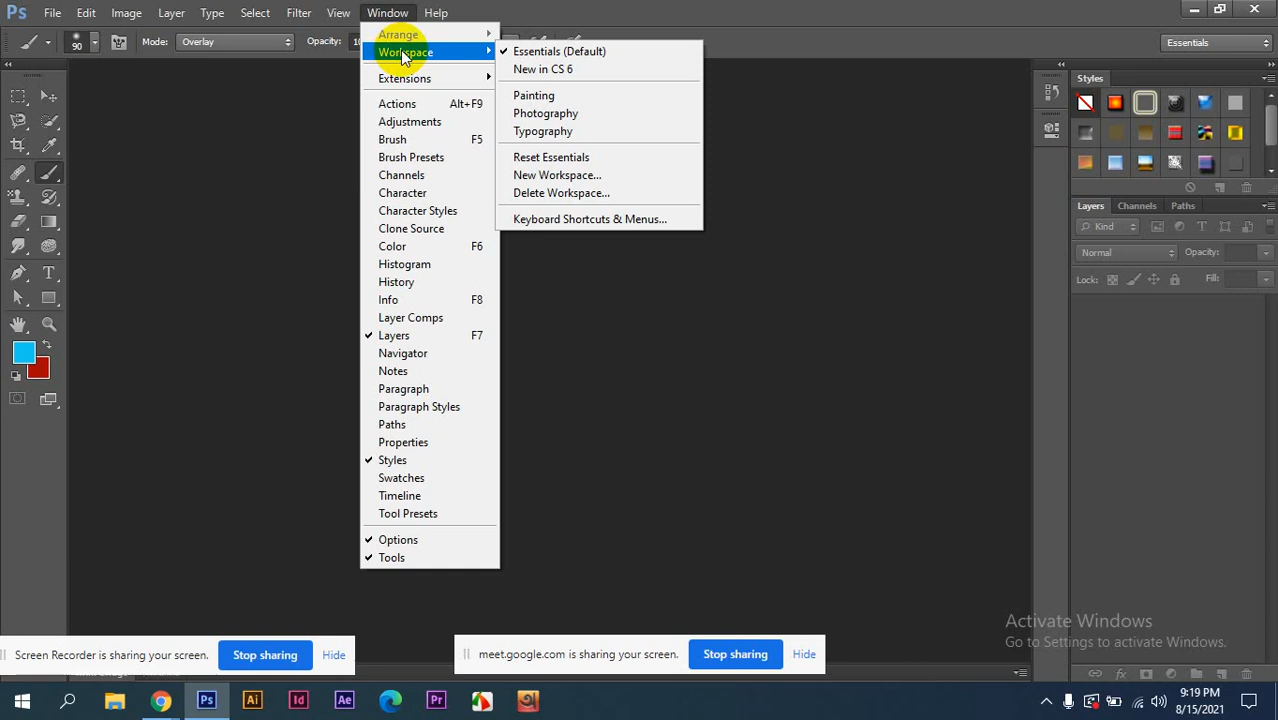 Ps File Edit Image Layer Type Select Filter View Window Help
90 Mode: Overlay Opacity: Essentials
Arrange
Workspace
Extensions
Actions Alt+F9
Adjustments
Brush F5
Brush Presets
Channels
Character
Character Styles
Clone Source
Color F6
Histogram
History
Info F8
Layer Comps
Layers F7
Navigator
Notes
Paragraph
Paragraph Styles
Paths
Properties
Styles
Swatches
Timeline
Tool Presets
Options
Tools
Essentials (Default)
New in CS 6
Painting
Photography
Typography
Reset Essentials
New Workspace...
Delete Workspace...
Keyboard Shortcuts & Menus...
Styles
Layers Channels Paths
Kind
Normal Opacity:
Lock: Fill:
Activate Windows
Go to Settings to activate Windows.
Screen Recorder is sharing your screen. Stop sharing Hide
meet.google.com is sharing your screen. Stop sharing Hide
Ps Ai Id Ae Pr অ
9:19 PM
8/15/2021